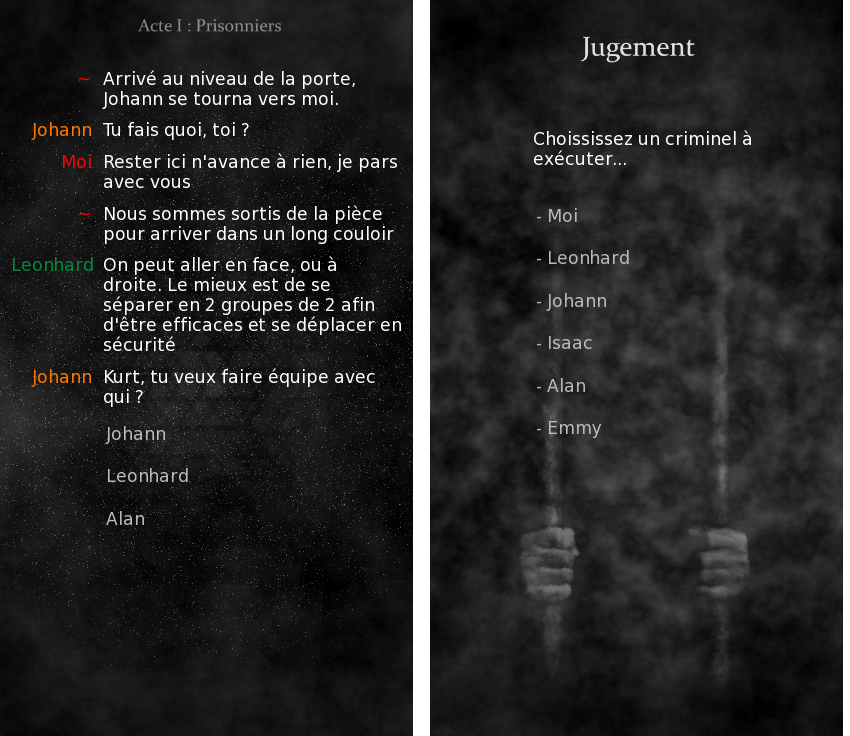 Acte I : Prisonniers
~ Arrivé au niveau de la porte,
Johann se tourna vers moi.
Johann Tu fais quoi, toi ?
Moi Rester ici n'avance à rien, je pars
avec vous
~ Nous sommes sortis de la pièce
pour arriver dans un long couloir
Leonhard On peut aller en face, ou à
droite. Le mieux est de se
séparer en 2 groupes de 2 afin
d'être efficaces et se déplacer en
sécurité
Johann Kurt, tu veux faire équipe avec
qui ?
Johann
Leonhard
Alan
Jugement
Choississez un criminel à
exécuter...
- Moi
- Leonhard
- Johann
- Isaac
- Alan
- Emmy